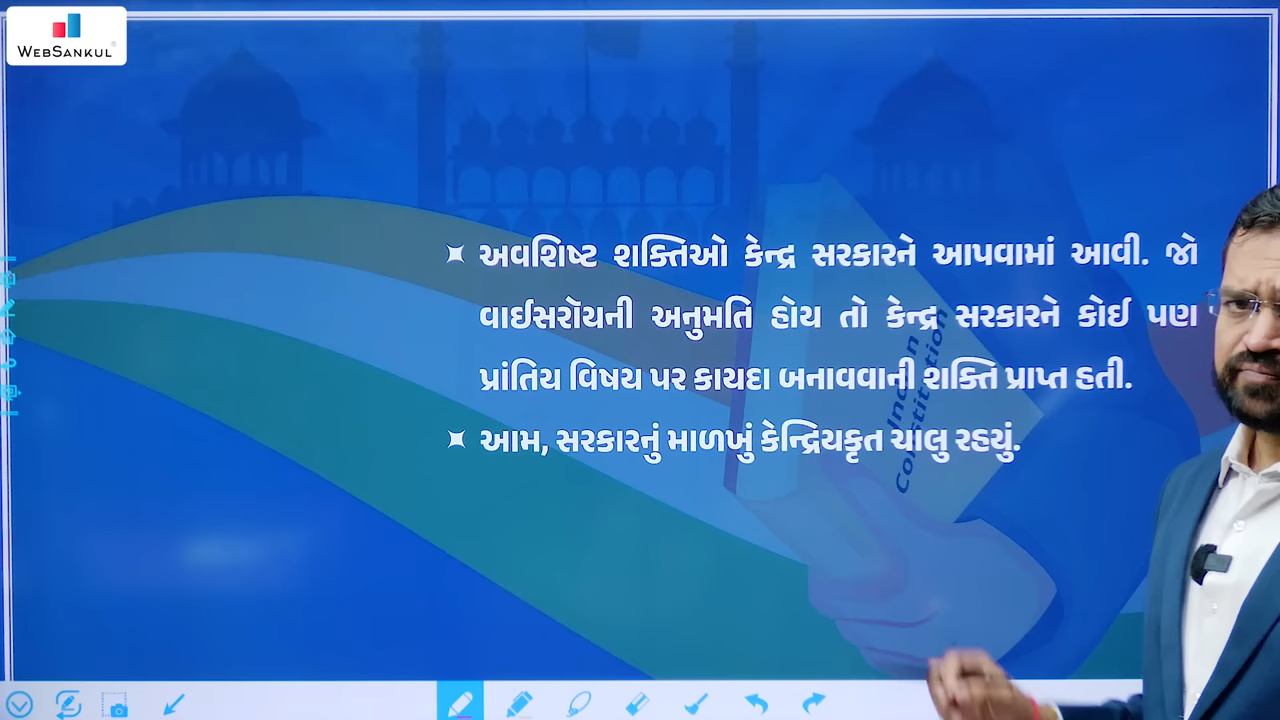 WEBSANKUL
અવશિષ્ટ શક્તિઓ કેન્દ્ર સરકારને આપવામાં આવી. જો
વાઈસરૉયની અનુમતિ હોય તો કેન્દ્ર સરકારને કોઈ પણ
પ્રાંતિય વિષય પર કાયદા બનાવવાની શક્તિ પ્રાપ્ત હતી.
આમ, સરકારનું માળખું કેન્દ્રિયકૃત ચાલુ રહ્યું.
Constitution